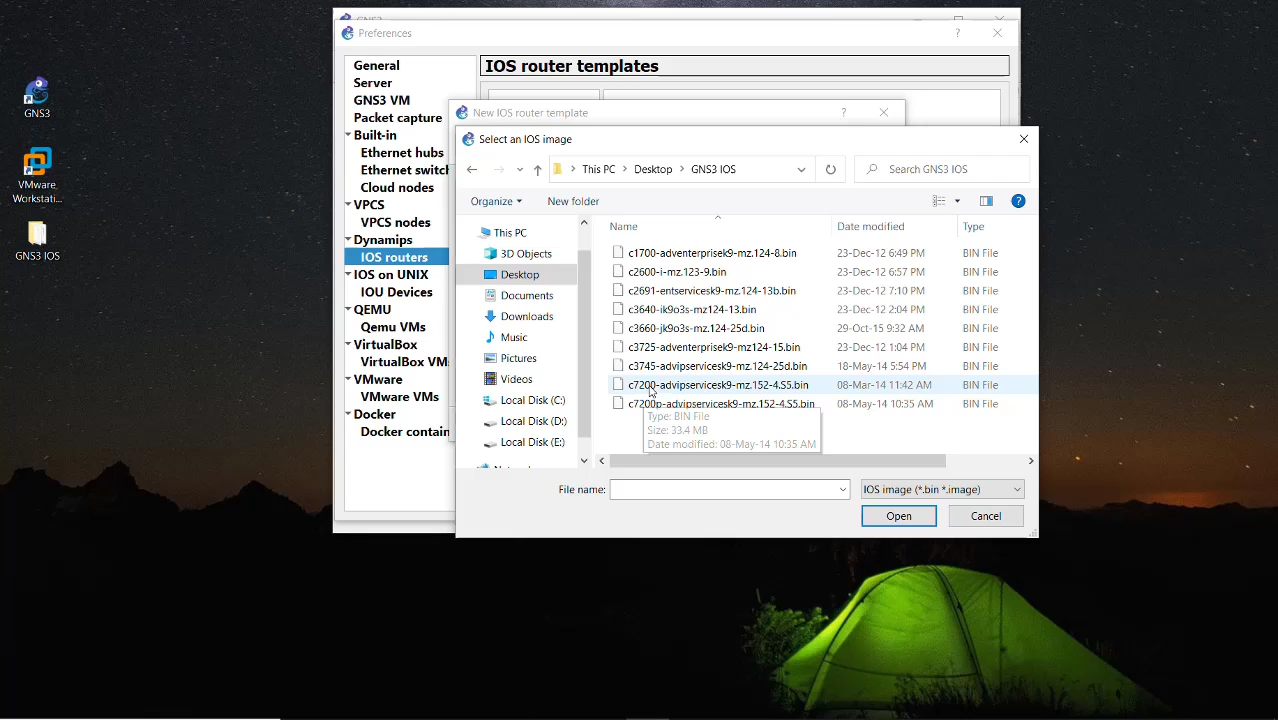 GNS3
Preferences
?
General
Server
GNS3 VM
Packet capture
Built-in
Ethernet hubs
Ethernet switc
Cloud nodes
VPCS
VPCS nodes
Dynamips
IOS routers
IOS on UNIX
IOU Devices
QEMU
Qemu VMs
VirtualBox
VirtualBox VMs
VMware
VMware VMs
Docker
Docker contain
IOS router templates
New IOS router template
?
Select an IOS image
This PC > Desktop > GNS3 IOS
Search GNS3 IOS
Organize
New folder
?
This PC
3D Objects
Desktop
Documents
Downloads
Music
Pictures
Videos
Local Disk (C:)
Local Disk (D:)
Local Disk (E:)
Name Date modified Type
c1700-adventerprisek9-mz.124-8.bin 23-Dec-12 6:49 PM BIN File
c2600-i-mz.123-9.bin 23-Dec-12 6:57 PM BIN File
c2691-entservicesk9-mz.124-13b.bin 23-Dec-12 7:10 PM BIN File
c3640-ik9o3s-mz124-13.bin 23-Dec-12 2:04 PM BIN File
c3660-jk9o3s-mz.124-25d.bin 29-Oct-15 9:32 AM BIN File
c3725-adventerprisek9-mz124-15.bin 23-Dec-12 1:04 PM BIN File
c3745-advipservicesk9-mz.124-25d.bin 18-May-14 5:54 PM BIN File
c7200-advipservicesk9-mz.152-4.S5.bin 08-Mar-14 11:42 AM BIN File
c7200p-advipservicesk9-mz.152-4.S5.bin 08-May-14 10:35 AM BIN File
Type: BIN File
Size: 33.4 MB
Date modified: 08-May-14 10:35 AM
File name:
IOS image (*.bin *.image)
Open
Cancel
GNS3
VMware
Workstati...
GNS3 IOS